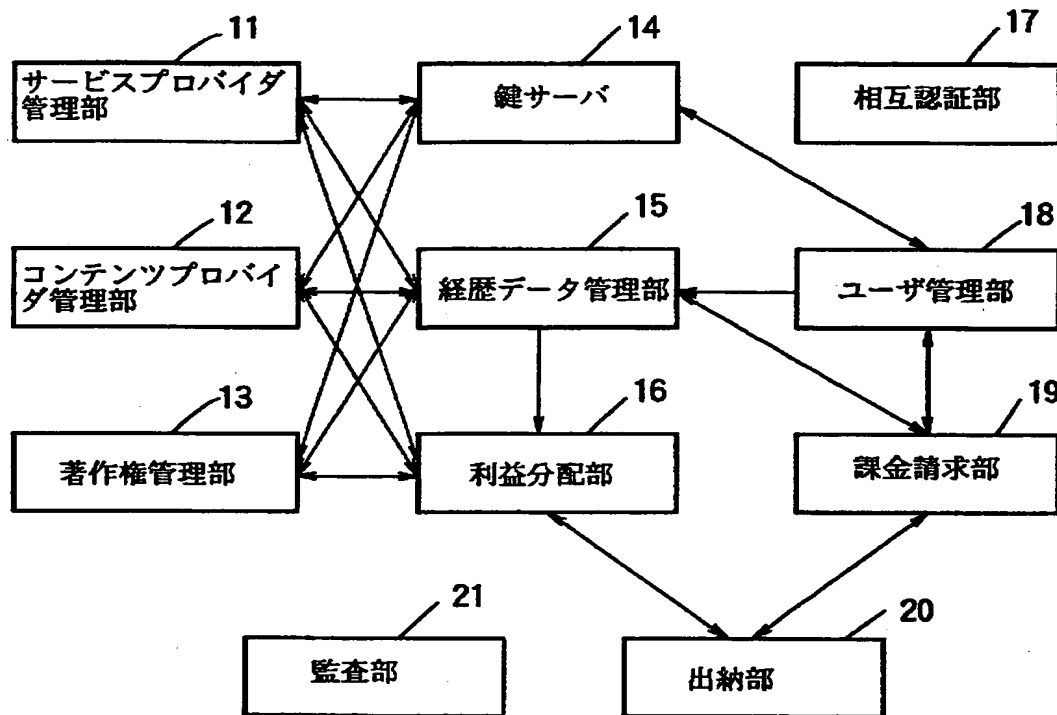 11
サービスプロバイダ
管理部
14
鍵サーバ
17
相互認証部
12
コンテンツプロバイ
ダ管理部
15
経歴データ管理部
18
ユーザ管理部
13
著作権管理部
16
利益分配部
19
課金請求部
21
監査部
20
出納部